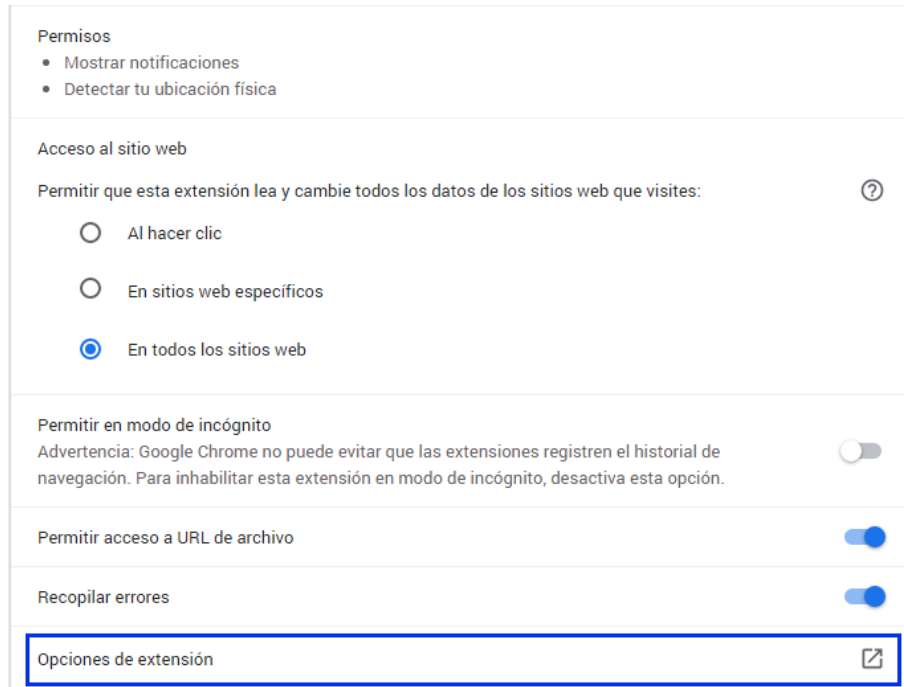 Permisos
Mostrar notificaciones
Detectar tu ubicación física
Acceso al sitio web
Permitir que esta extensión lea y cambie todos los datos de los sitios web que visites:
Al hacer clic
En sitios web específicos
En todos los sitios web
Permitir en modo de incógnito
Advertencia: Google Chrome no puede evitar que las extensiones registren el historial de
navegación. Para inhabilitar esta extensión en modo de incógnito, desactiva esta opción.
Permitir acceso a URL de archivo
Recopilar errores
Opciones de extensión